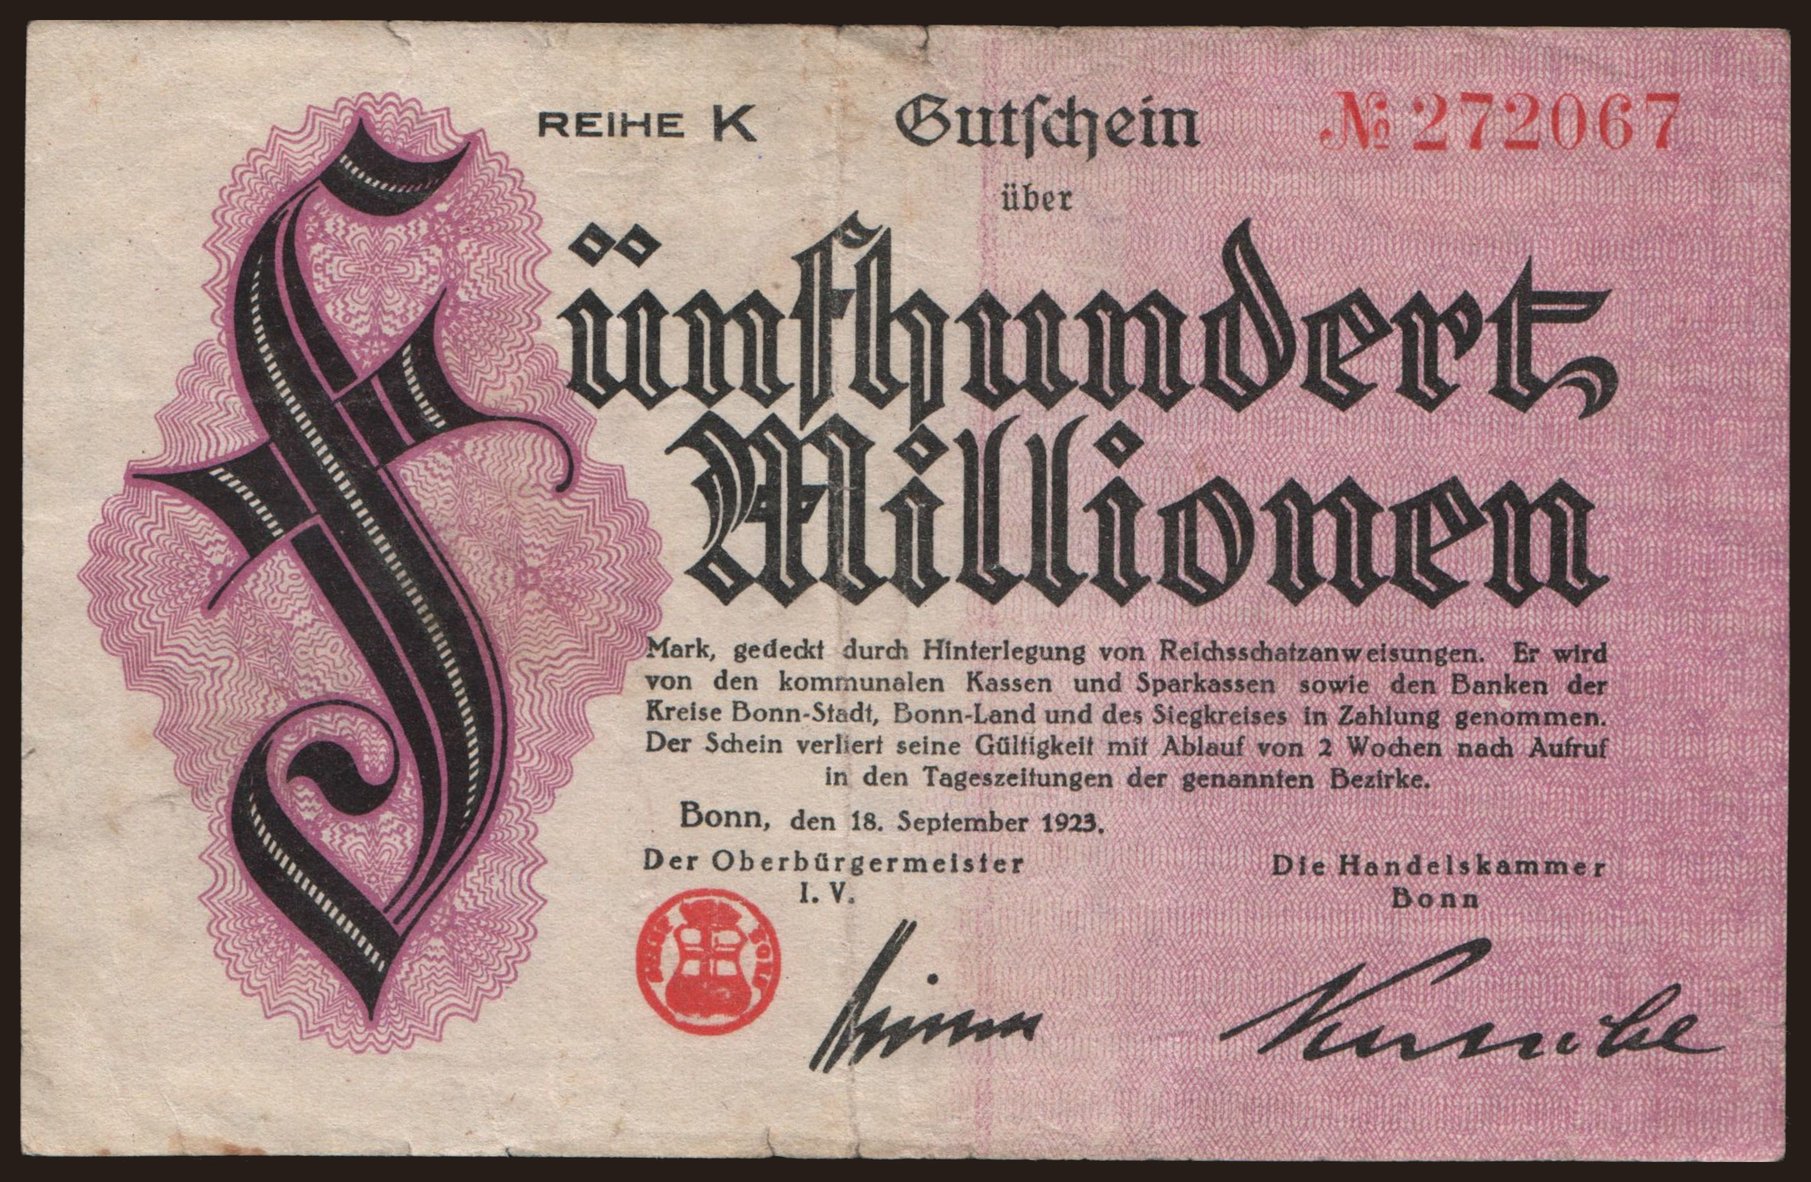 REIHE K Gutschein № 272067
über
Fünfhundert
Millionen
Mark, gedeckt durch Hinterlegung von Reichsschatzanweisungen. Er wird
von den kommunalen Kassen und Sparkassen sowie den Banken der
Kreise Bonn-Stadt, Bonn-Land und des Siegkreises in Zahlung genommen.
Der Schein verliert seine Gültigkeit mit Ablauf von 2 Wochen nach Aufruf
in den Tageszeitungen der genannten Bezirke.
Bonn, den 18. September 1923.
Der Oberbürgermeister Die Handelskammer
I. V. Bonn